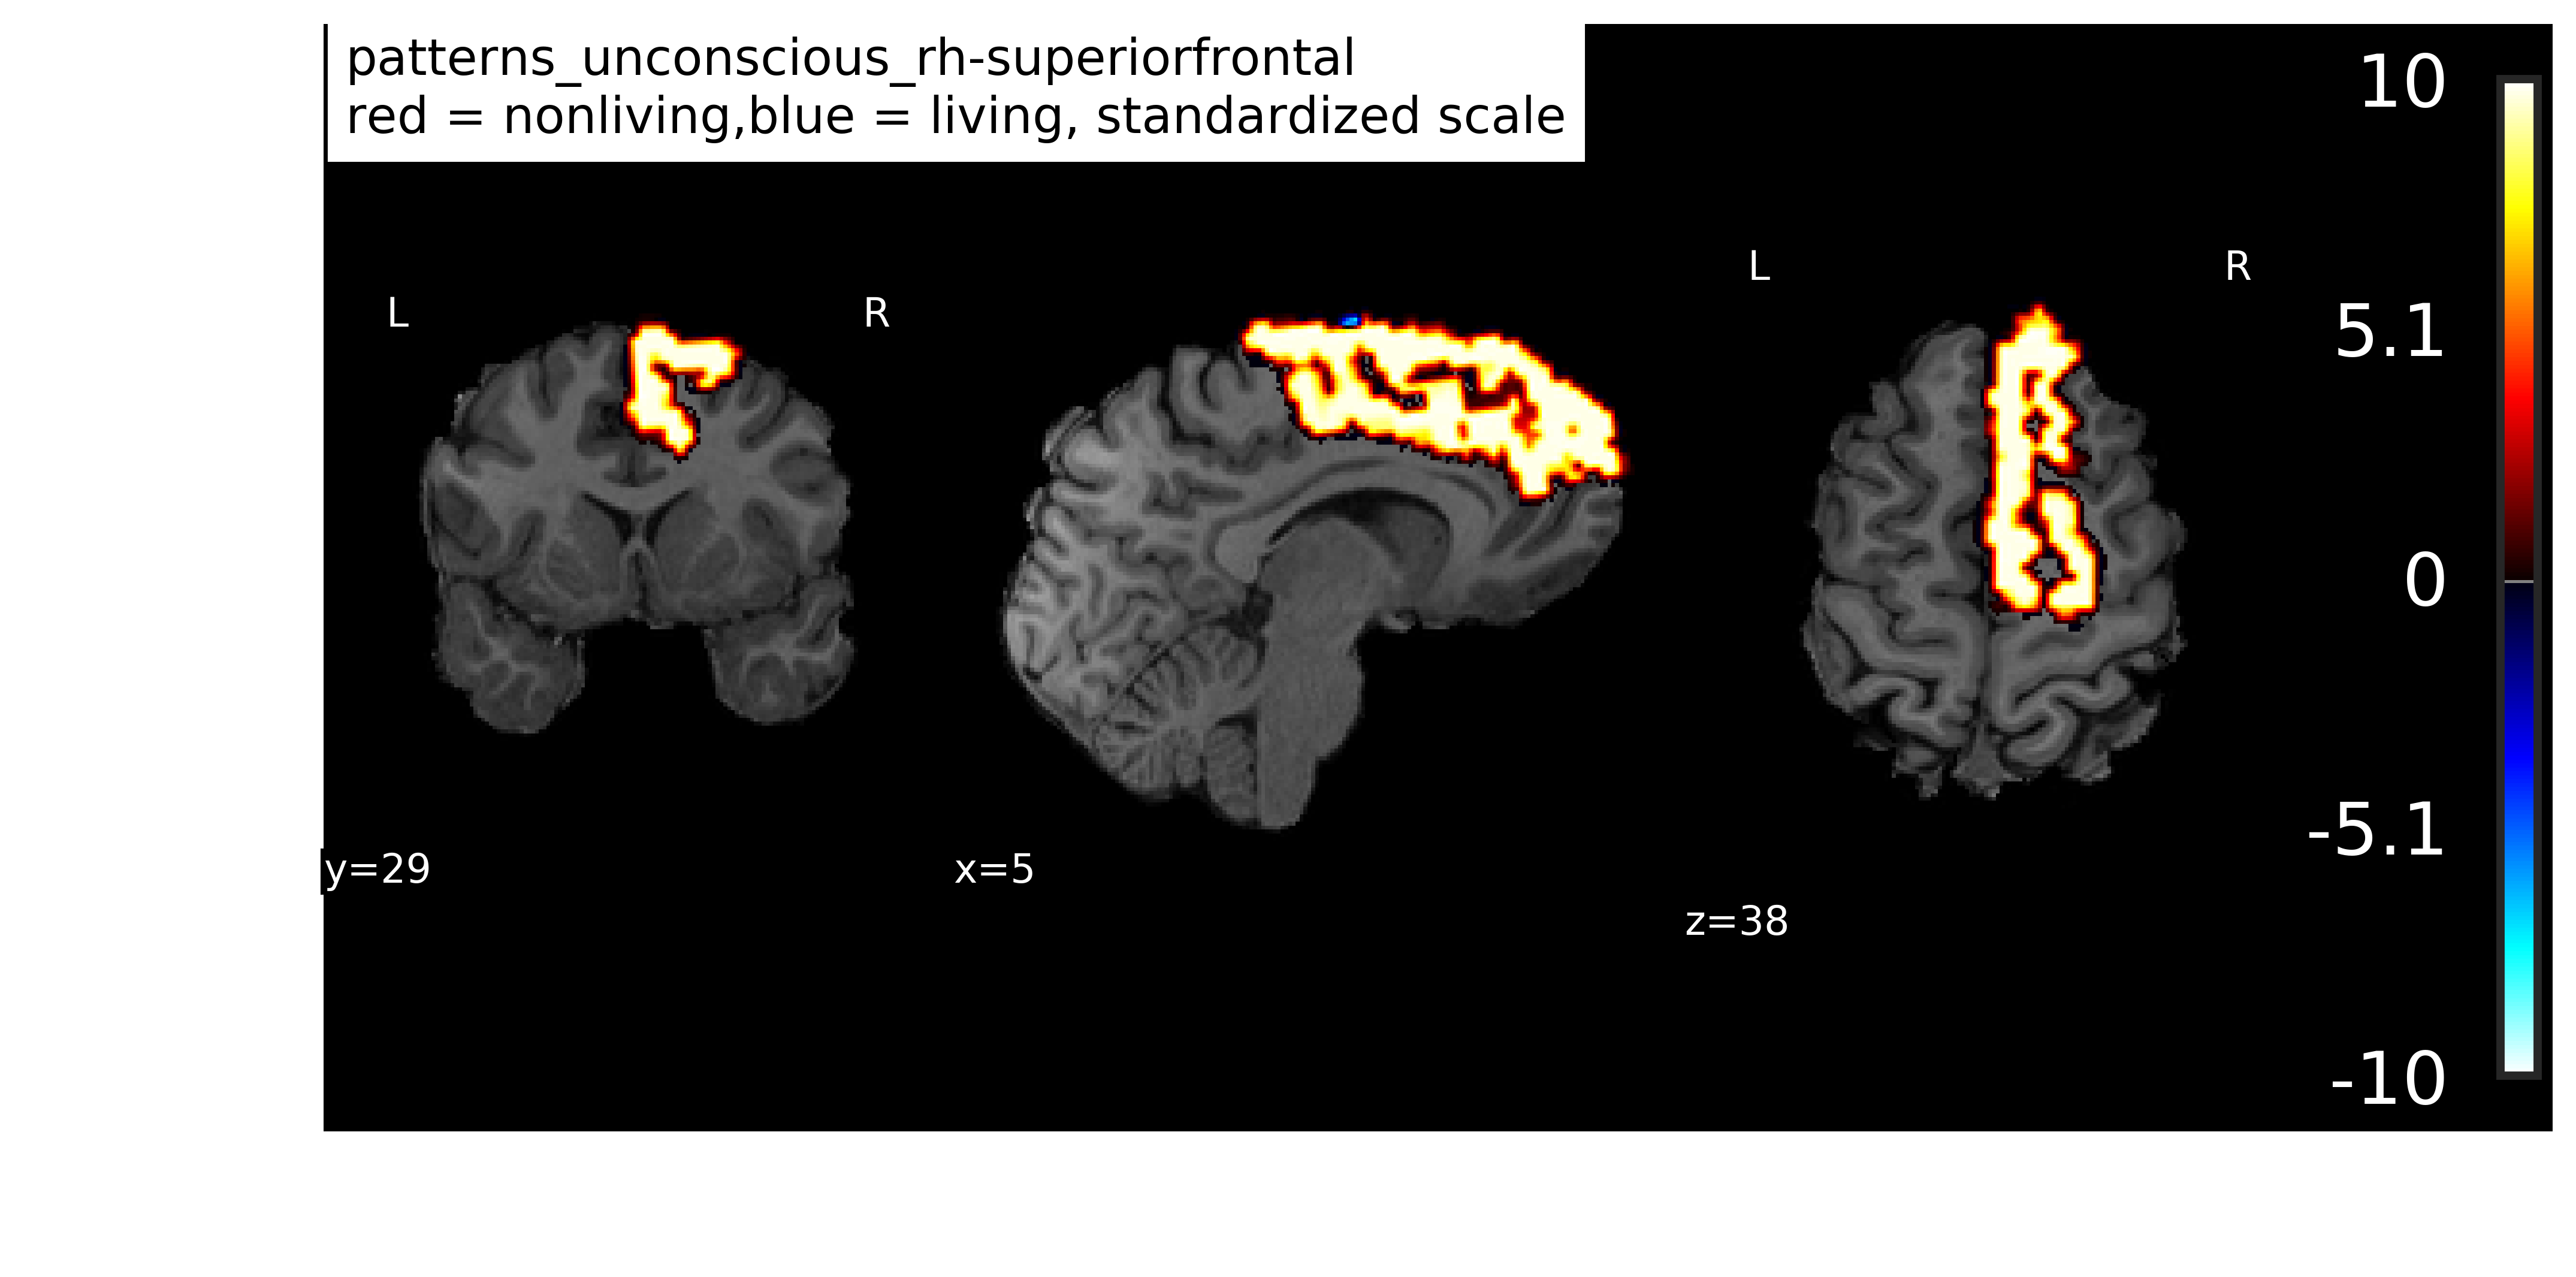 patterns_unconscious_rh-superiorfrontal
red = nonliving,blue = living, standardized scale
10
5.1
0
-5.1
-10
L
R
L
R
y=29
x=5
z=38